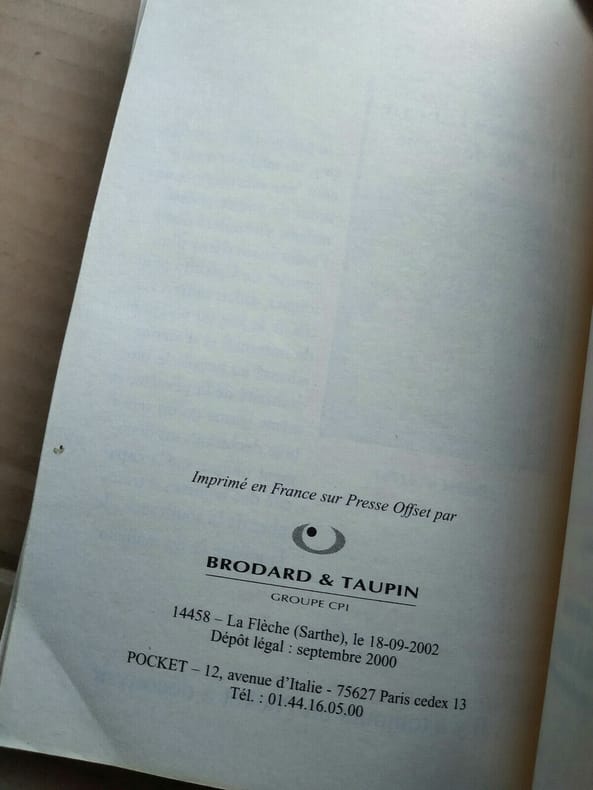 Imprimé en France sur Presse Offset par
BRODARD & TAUPIN
GROUPE CPI
14458 – La Flèche (Sarthe), le 18-09-2002
Dépôt légal : septembre 2000
POCKET – 12, avenue d'Italie - 75627 Paris cedex 13
Tél. : 01.44.16.05.00